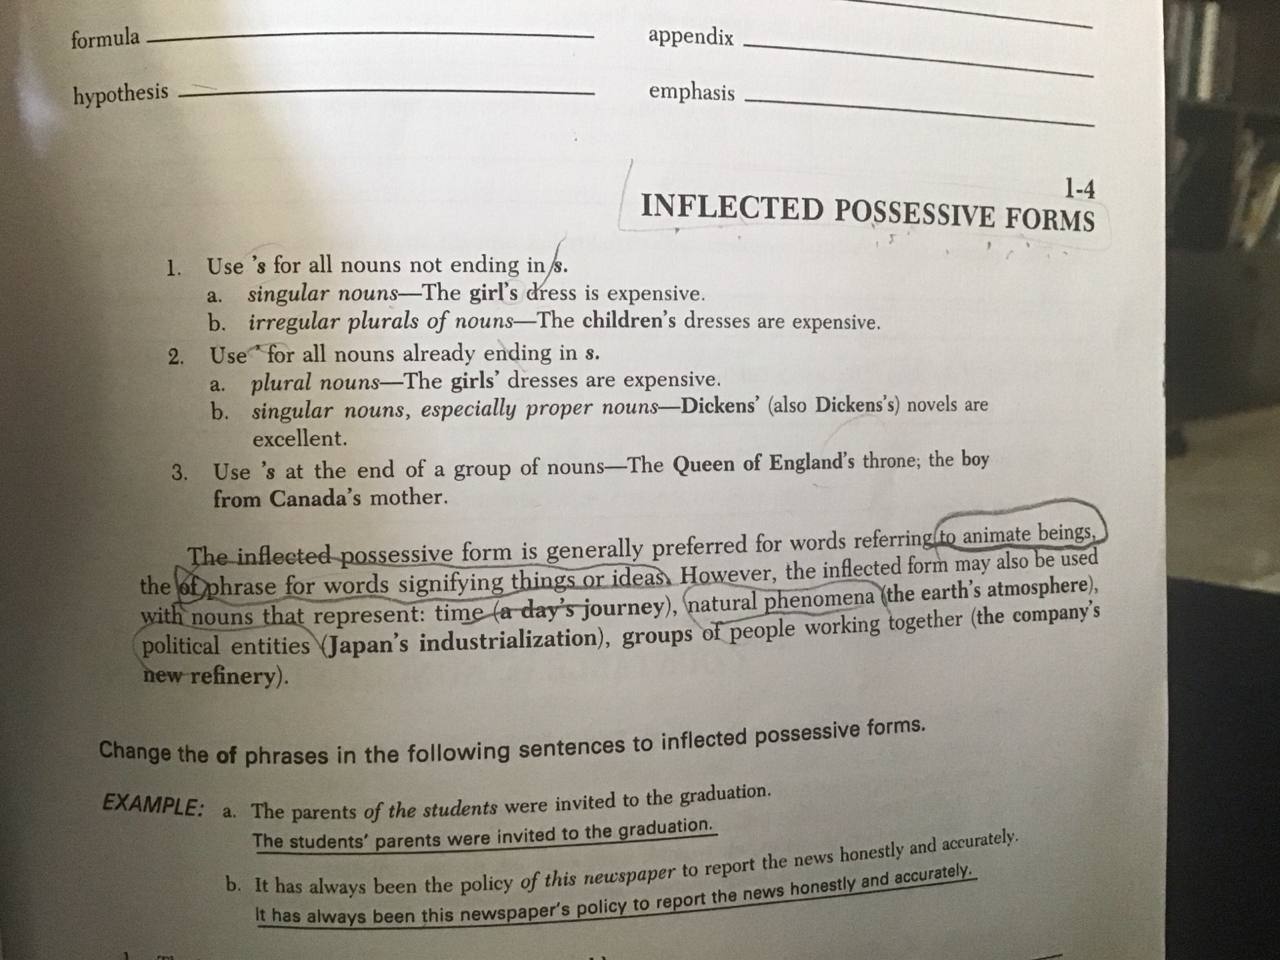 formula
appendix
hypothesis
emphasis
1-4
INFLECTED POSSESSIVE FORMS
1. Use 's for all nouns not ending in s.
a. singular nouns—The girl's dress is expensive.
b. irregular plurals of nouns—The children's dresses are expensive.
2. Use ' for all nouns already ending in s.
a. plural nouns—The girls' dresses are expensive.
b. singular nouns, especially proper nouns—Dickens' (also Dickens's) novels are
excellent.
3. Use 's at the end of a group of nouns—The Queen of England's throne; the boy
from Canada's mother.
The inflected possessive form is generally preferred for words referring to animate beings,
the of phrase for words signifying things or ideas. However, the inflected form may also be used
with nouns that represent: time (a day's journey), natural phenomena (the earth's atmosphere),
political entities (Japan's industrialization), groups of people working together (the company's
new refinery).
Change the of phrases in the following sentences to inflected possessive forms.
EXAMPLE: a. The parents of the students were invited to the graduation.
The students' parents were invited to the graduation.
b. It has always been the policy of this newspaper to report the news honestly and accurately.
It has always been this newspaper's policy to report the news honestly and accurately.